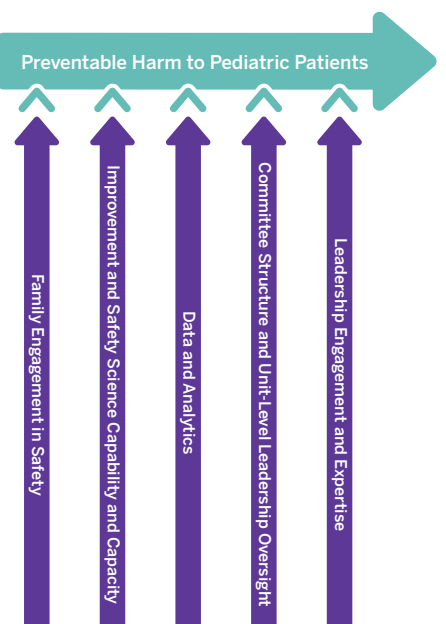 Preventable Harm to Pediatric Patients
Family Engagement in Safety
Improvement and Safety Science Capability and Capacity
Data and Analytics
Committee Structure and Unit-Level Leadership Oversight
Leadership Engagement and Expertise